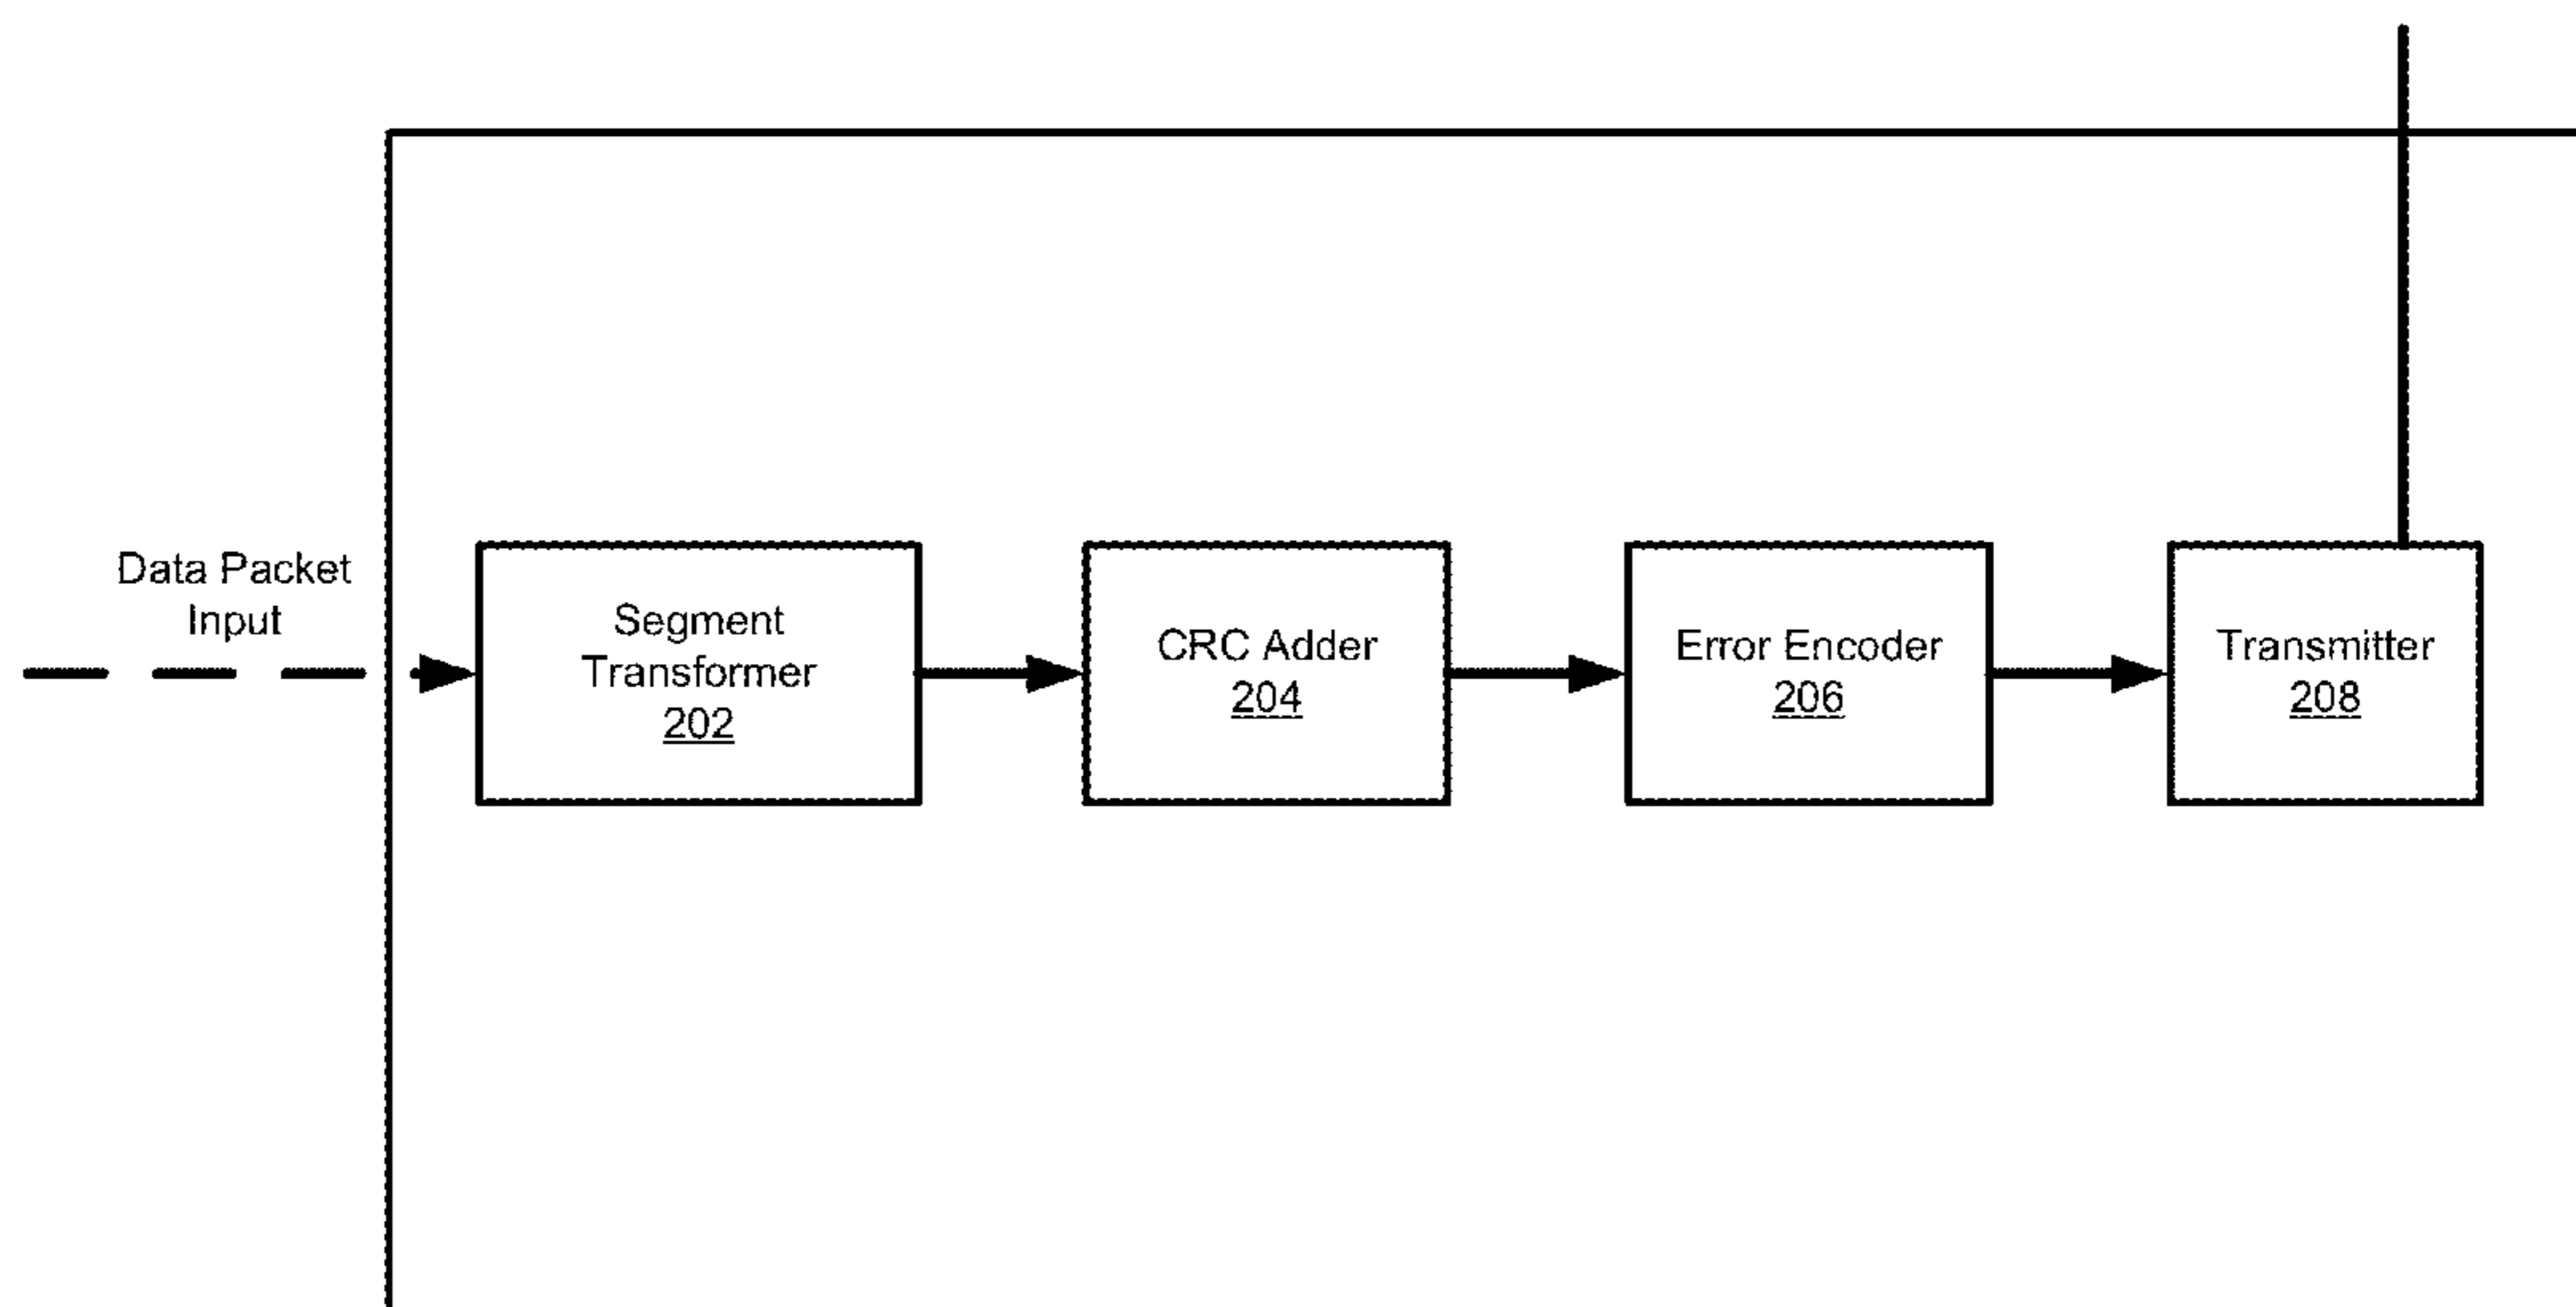 Data Packet
Input
Segment
Transformer
202
CRC Adder
204
Error Encoder
206
Transmitter
208